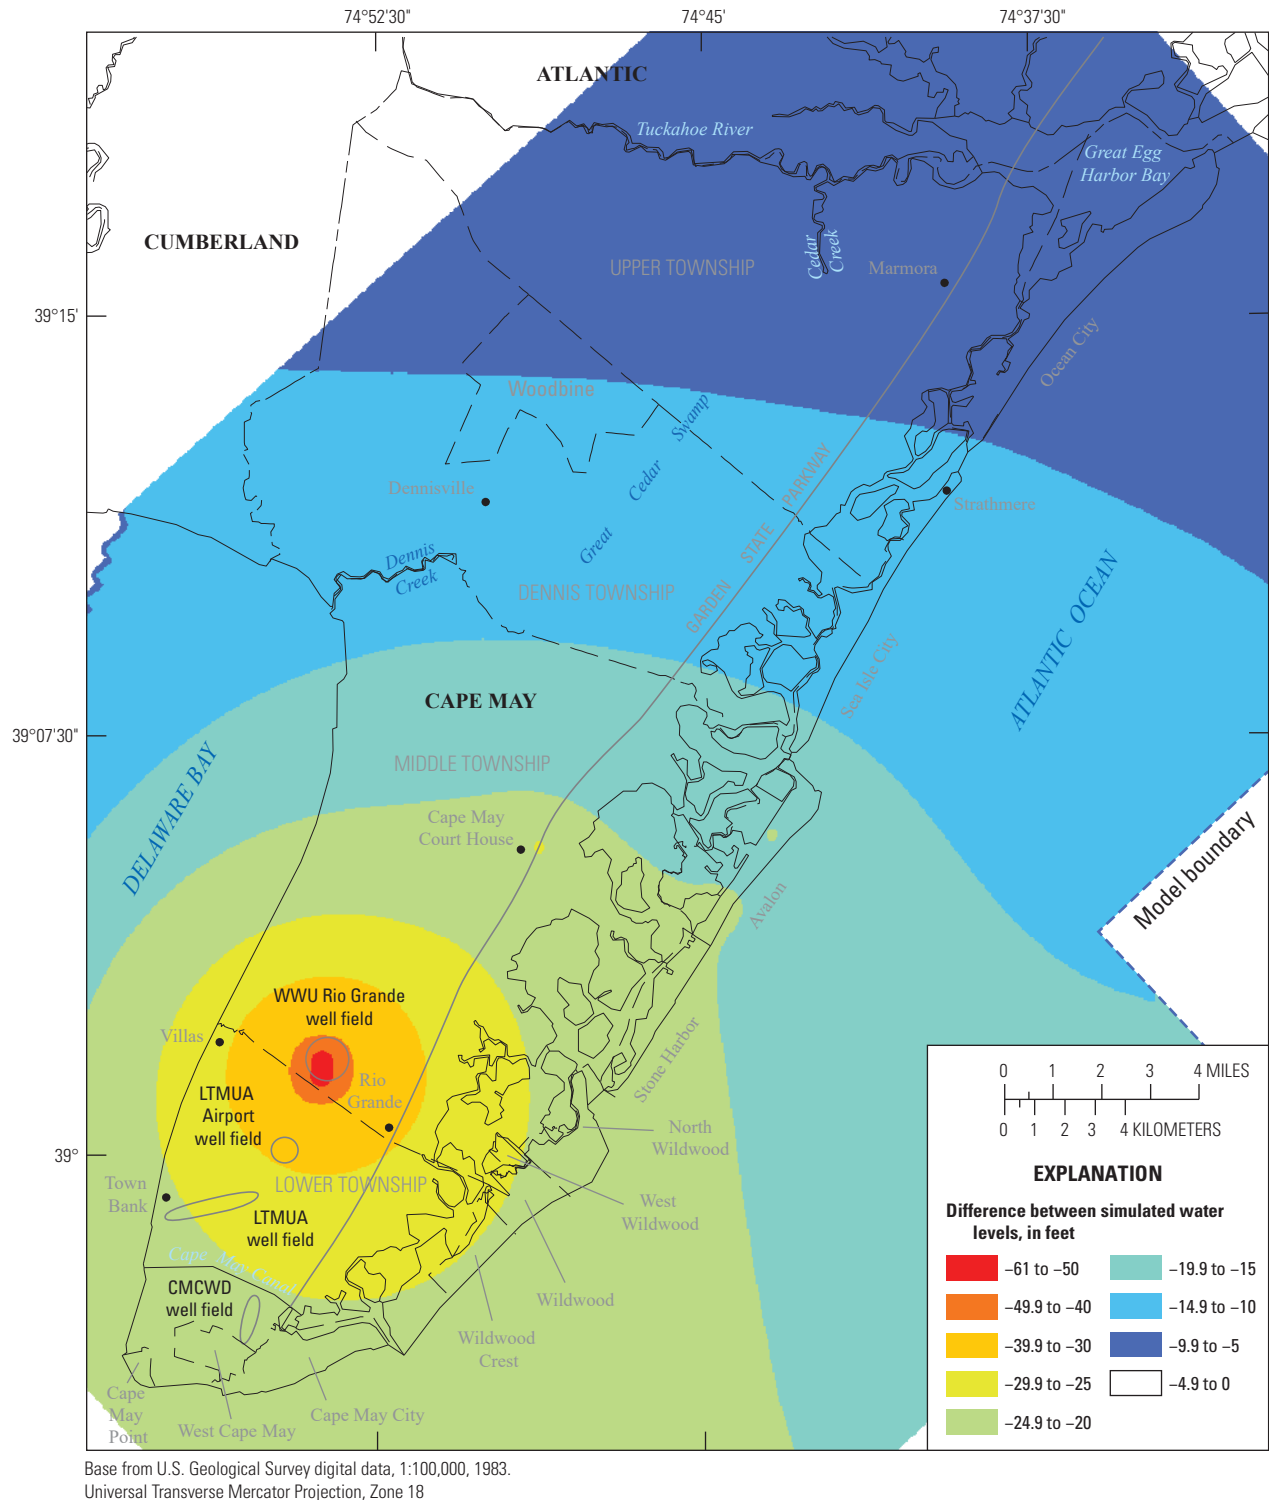 74°52'30"
74°45'
74°37'30"
ATLANTIC
Tuckahoe River
Great Egg
Harbor Bay
CUMBERLAND
Cedar
Creek
UPPER TOWNSHIP
Marmora
39°15'
Ocean City
Woodbine
Great Cedar Swamp
Dennisville
GARDEN STATE PARKWAY
Strathmere
Dennis
Creek
DENNIS TOWNSHIP
ATLANTIC OCEAN
Sea Isle City
CAPE MAY
39°07'30"
MIDDLE TOWNSHIP
DELAWARE BAY
Cape May
Court House
Model boundary
Avalon
WWU Rio Grande
well field
Villas
Stone Harbor
Rio
Grande
LTMUA
Airport
well field
North
Wildwood
39°
LOWER TOWNSHIP
Town
Bank
West
Wildwood
LTMUA
well field
Cape May Canal
CMCWD
well field
Wildwood
Wildwood
Crest
Cape
May
Point
West Cape May
Cape May City
0 1 2 3 4 MILES
0 1 2 3 4 KILOMETERS
EXPLANATION
Difference between simulated water
levels, in feet
−61 to −50
−49.9 to −40
−39.9 to −30
−29.9 to −25
−24.9 to −20
−19.9 to −15
−14.9 to −10
−9.9 to −5
−4.9 to 0
Base from U.S. Geological Survey digital data, 1:100,000, 1983.
Universal Transverse Mercator Projection, Zone 18